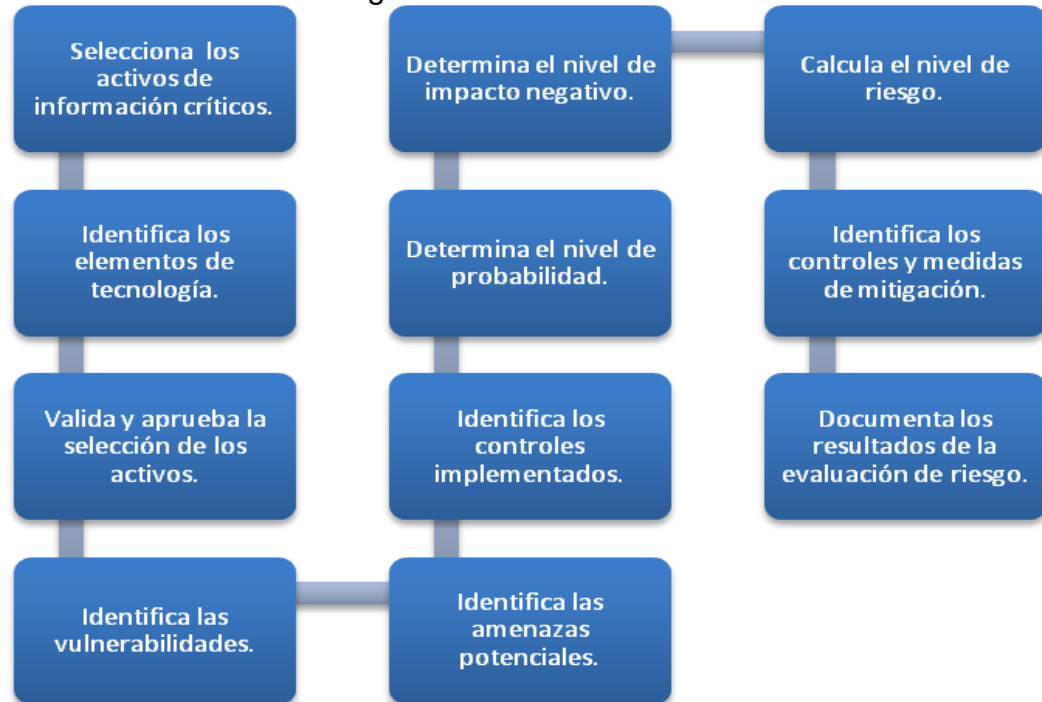 Selecciona los
activos de
información críticos.
Identifica los
elementos de
tecnología.
Valida y aprueba la
selección de los
activos.
Identifica las
vulnerabilidades.
Identifica las
amenazas
potenciales.
Identifica los
controles
implementados.
Determina el nivel de
probabilidad.
Determina el nivel de
impacto negativo.
Calcula el nivel de
riesgo.
Identifica los
controles y medidas
de mitigación.
Documenta los
resultados de la
evaluación de riesgo.